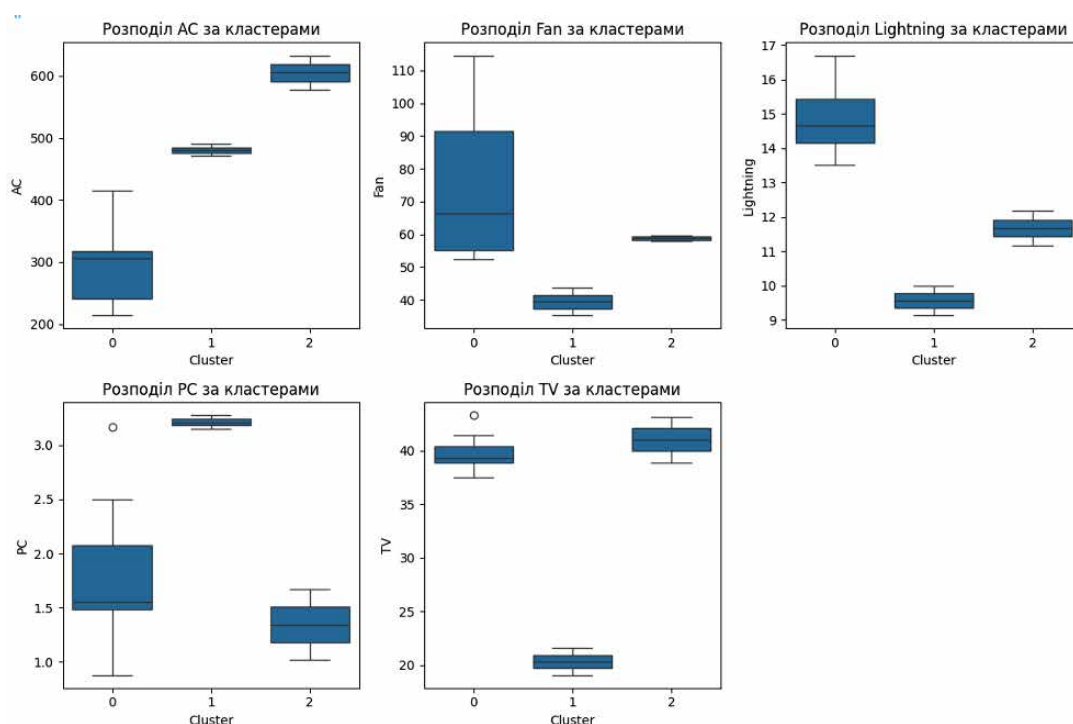 Розподіл AC за кластерами
600
500
400
300
200
AC
0 1 2
Cluster
Розподіл Fan за кластерами
110
100
90
80
70
60
50
40
Fan
0 1 2
Cluster
Розподіл Lightning за кластерами
17
16
15
14
13
12
11
10
9
Lightning
0 1 2
Cluster
Розподіл PC за кластерами
3.0
2.5
2.0
1.5
1.0
PC
0 1 2
Cluster
Розподіл TV за кластерами
40
35
30
25
20
TV
0 1 2
Cluster